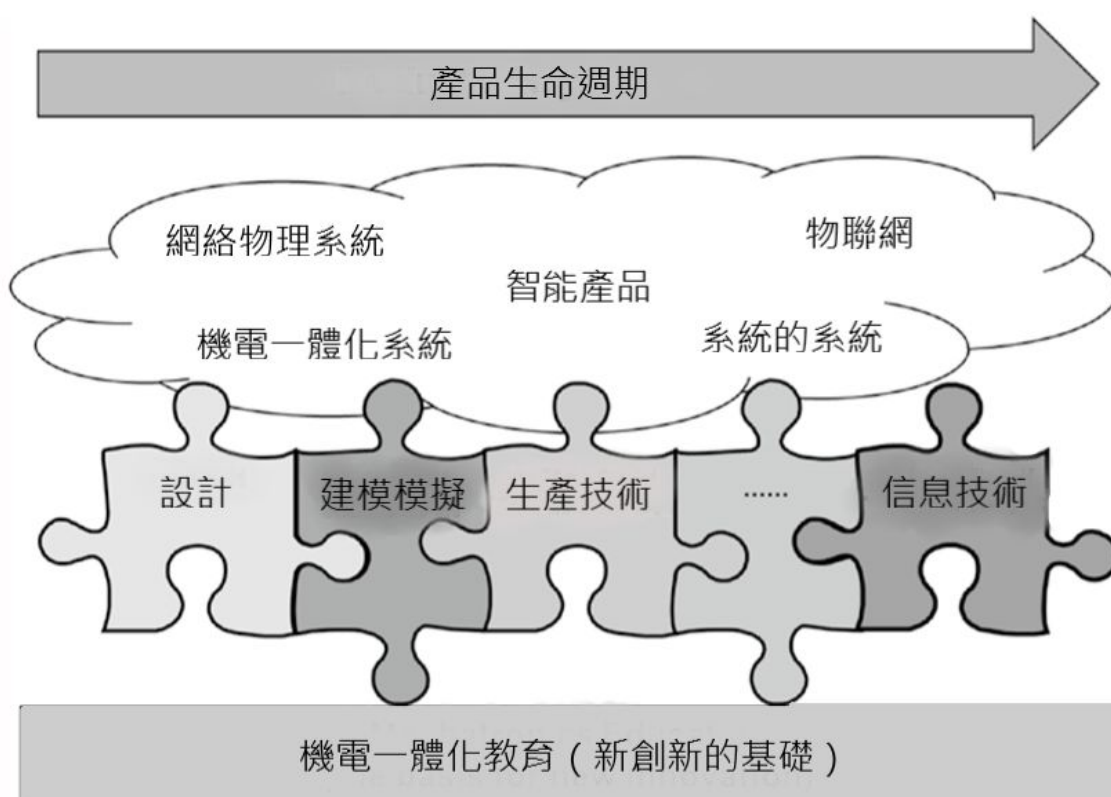 產品生命週期
網絡物理系統
物聯網
智能產品
機電一體化系統
系統的系統
設計
建模模擬
生產技術
......
信息技術
機電一體化教育（新創新的基礎）